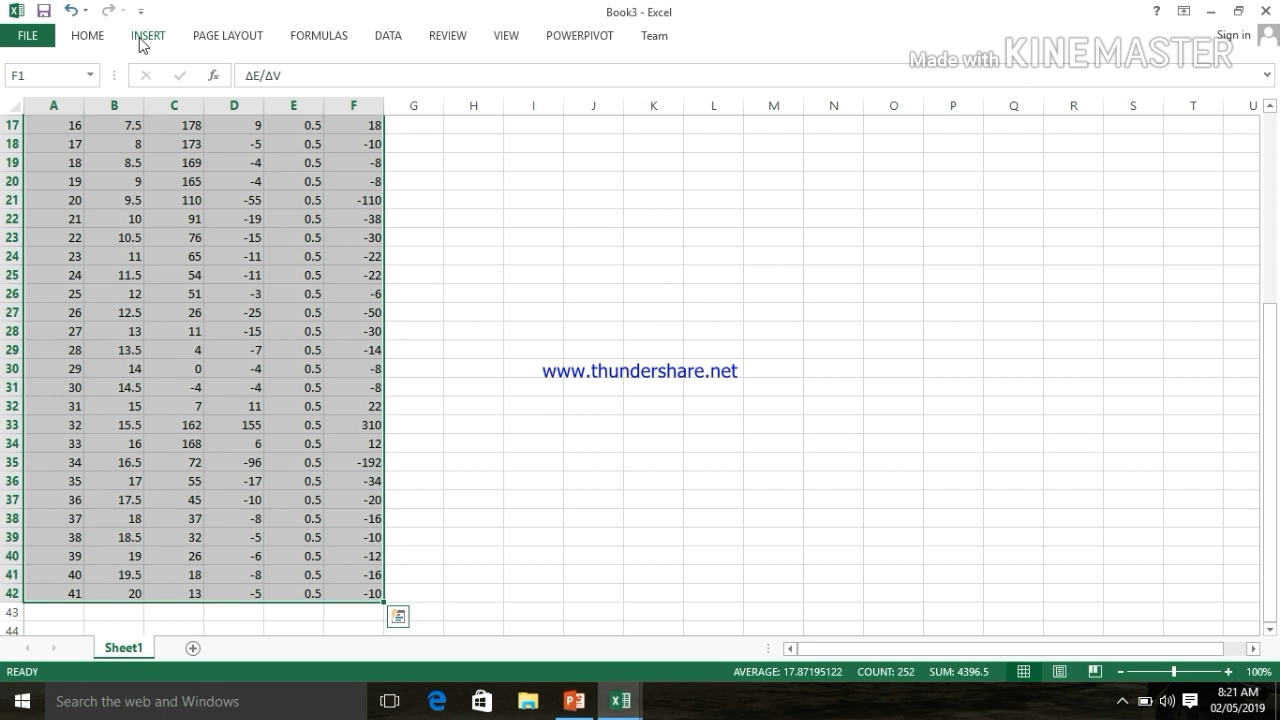 Book3 - Excel
FILE HOME INSERT PAGE LAYOUT FORMULAS DATA REVIEW VIEW POWERPIVOT Team Sign in
Made with KINEMASTER
F1 fx ΔE/ΔV
A B C D E F G H I J K L M N O P Q R S T U
17 16 7.5 178 9 0.5 18
18 17 8 173 -5 0.5 -10
19 18 8.5 169 -4 0.5 -8
20 19 9 165 -4 0.5 -8
21 20 9.5 110 -55 0.5 -110
22 21 10 91 -19 0.5 -38
23 22 10.5 76 -15 0.5 -30
24 23 11 65 -11 0.5 -22
25 24 11.5 54 -11 0.5 -22
26 25 12 51 -3 0.5 -6
27 26 12.5 26 -25 0.5 -50
28 27 13 11 -15 0.5 -30
29 28 13.5 4 -7 0.5 -14
30 29 14 0 -4 0.5 -8
31 30 14.5 -4 -4 0.5 -8
32 31 15 7 11 0.5 22
33 32 15.5 162 155 0.5 310
34 33 16 168 6 0.5 12
35 34 16.5 72 -96 0.5 -192
36 35 17 55 -17 0.5 -34
37 36 17.5 45 -10 0.5 -20
38 37 18 37 -8 0.5 -16
39 38 18.5 32 -5 0.5 -10
40 39 19 26 -6 0.5 -12
41 40 19.5 18 -8 0.5 -16
42 41 20 13 -5 0.5 -10
43
44
www.thundershare.net
Sheet1
READY AVERAGE: 17.87195122 COUNT: 252 SUM: 4396.5 100%
Search the web and Windows
8:21 AM
02/05/2019